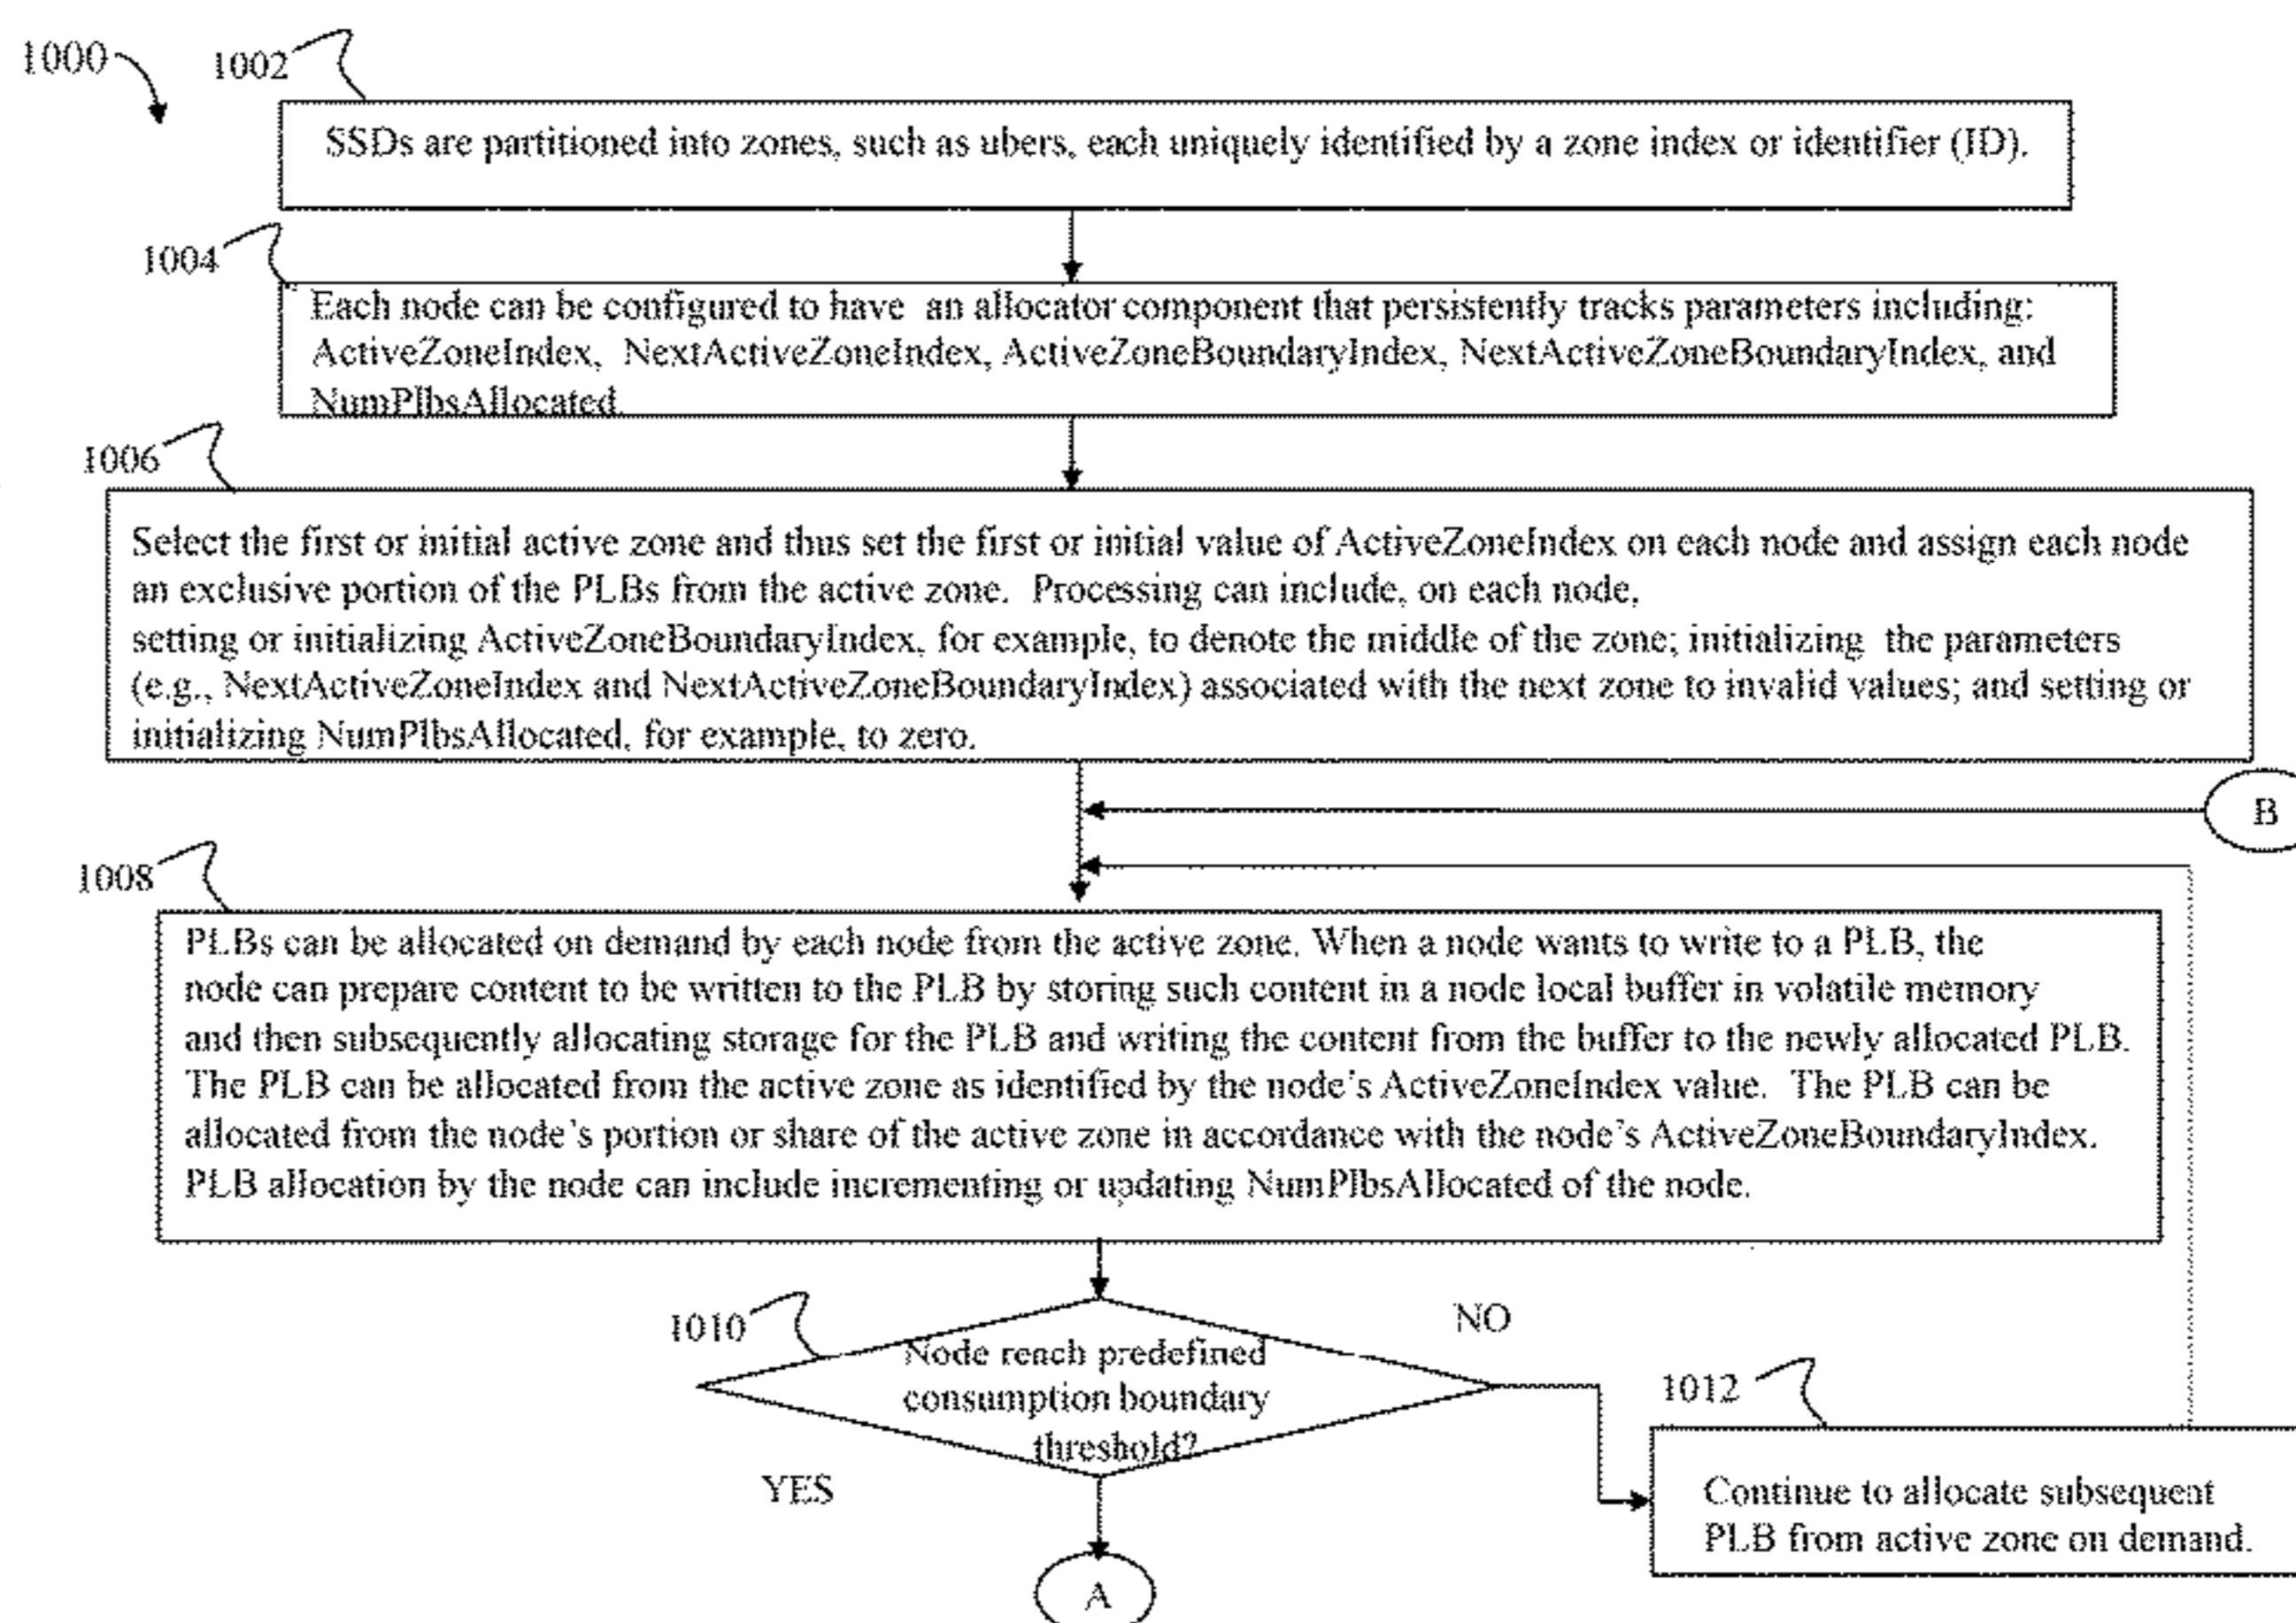 1000
1002
SSDs are partitioned into zones, such as ubers, each uniquely identified by a zone index or identifier (ID).
1004
Each node can be configured to have an allocator component that persistently tracks parameters including:
ActiveZoneIndex, NextActiveZoneIndex, ActiveZoneBoundaryIndex, NextActiveZoneBoundaryIndex, and
NumPlbsAllocated.
1006
Select the first or initial active zone and thus set the first or initial value of ActiveZoneIndex on each node and assign each node
an exclusive portion of the PLBs from the active zone. Processing can include, on each node,
setting or initializing ActiveZoneBoundaryIndex, for example, to denote the middle of the zone; initializing the parameters
(e.g., NextActiveZoneIndex and NextActiveZoneBoundaryIndex) associated with the next zone to invalid values; and setting or
initializing NumPlbsAllocated, for example, to zero.
B
1008
PLBs can be allocated on demand by each node from the active zone. When a node wants to write to a PLB, the
node can prepare content to be written to the PLB by storing such content in a node local buffer in volatile memory
and then subsequently allocating storage for the PLB and writing the content from the buffer to the newly allocated PLB.
The PLB can be allocated from the active zone as identified by the node's ActiveZoneIndex value. The PLB can be
allocated from the node's portion or share of the active zone in accordance with the node's ActiveZoneBoundaryIndex.
PLB allocation by the node can include incrementing or updating NumPlbsAllocated of the node.
1010
NO
Node reach predefined
consumption boundary
threshold?
1012
YES
Continue to allocate subsequent
PLB from active zone on demand.
A